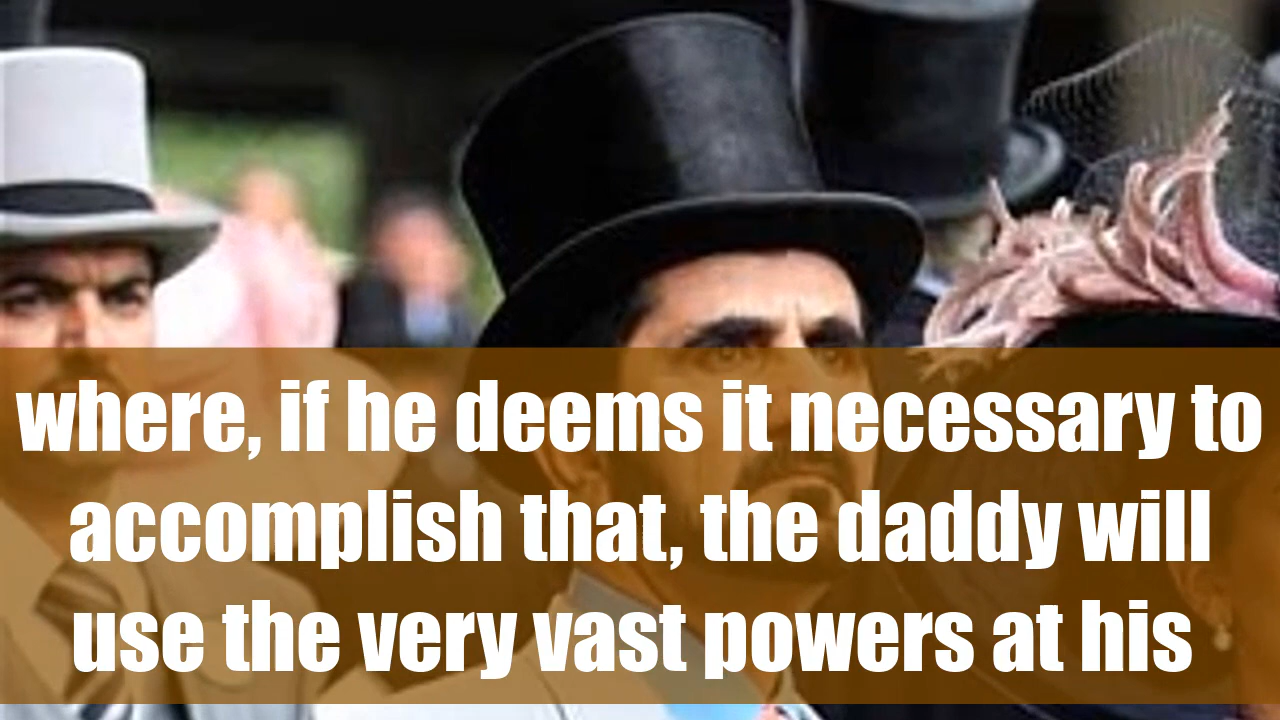 where, if he deems it necessary to
accomplish that, the daddy will
use the very vast powers at his